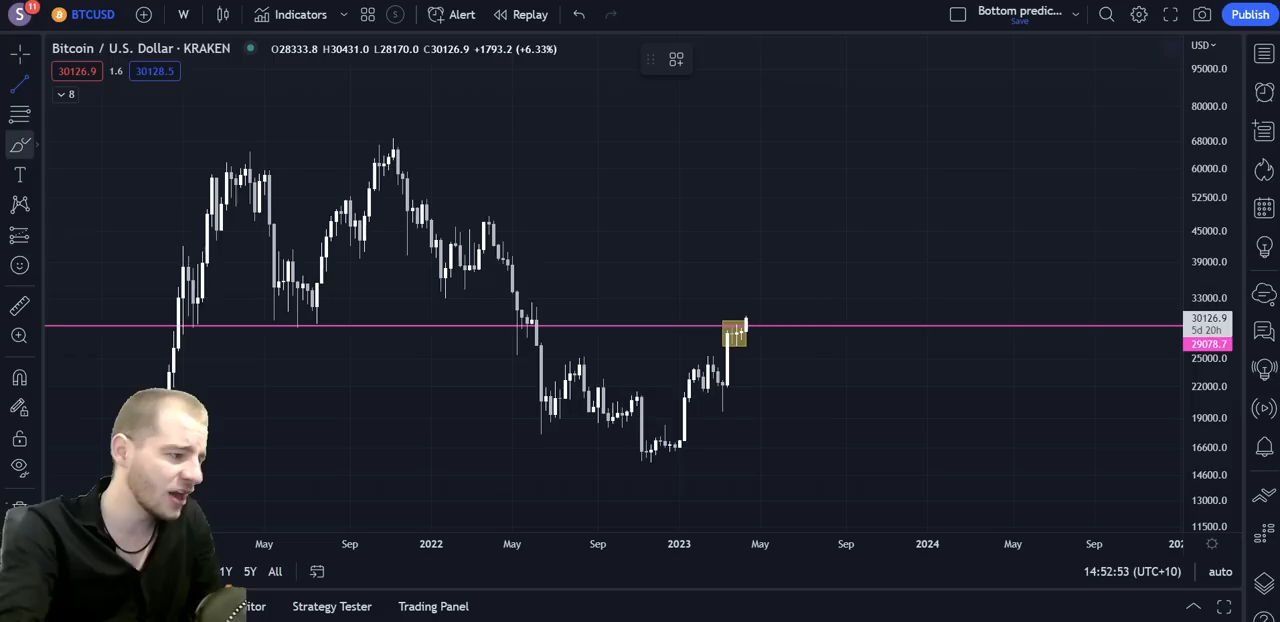 S 11 BTCUSD W Indicators S Alert Replay Bottom predic... Save Publish
Bitcoin / U.S. Dollar · KRAKEN O28333.8 H30431.0 L28170.0 C30126.9 +1793.2 (+6.33%) USD
30126.9 1.6 30128.5
8
95000.0
80000.0
68000.0
60000.0
52500.0
45000.0
39000.0
33000.0
30126.9
5d 20h
29078.7
25000.0
22000.0
19000.0
16600.0
14600.0
13000.0
11500.0
May Sep 2022 May Sep 2023 May Sep 2024 May Sep
1Y 5Y All 14:52:53 (UTC+10) auto
itor Strategy Tester Trading Panel